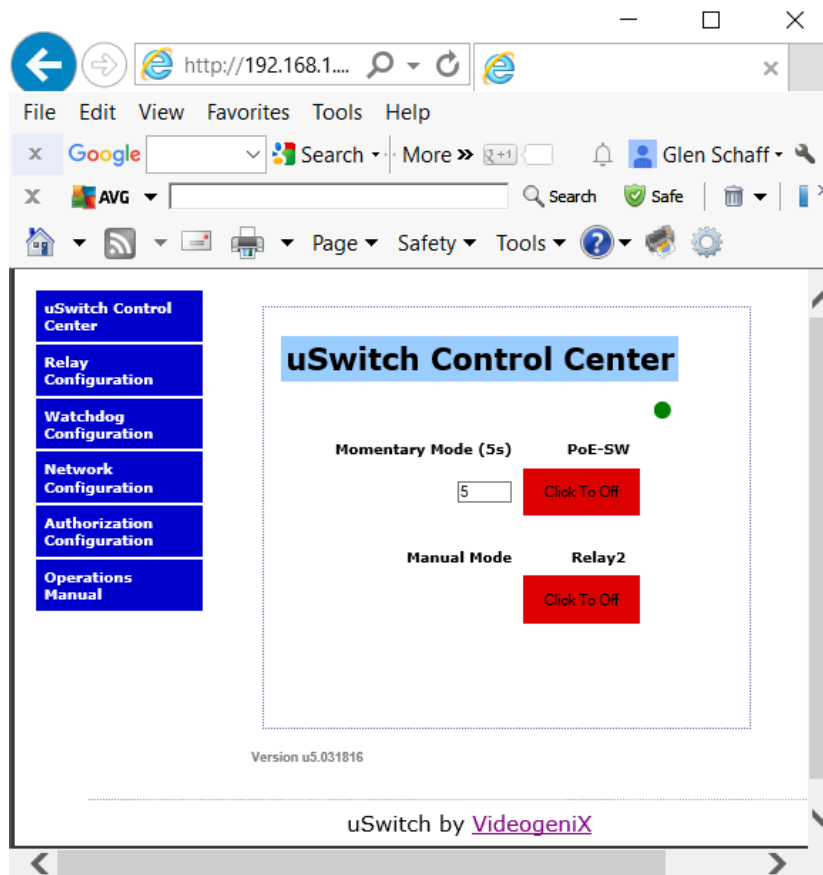 http://192.168.1....
File Edit View Favorites Tools Help
x Google Search More » g+1 Glen Schaff
X AVG Search Safe
Page Safety Tools
uSwitch Control
Center
Relay
Configuration
Watchdog
Configuration
Network
Configuration
Authorization
Configuration
Operations
Manual
uSwitch Control Center
Momentary Mode (5s) PoE-SW
5 Click To Off
Manual Mode Relay2
Click To Off
Version u5.031816
uSwitch by VideogeniX